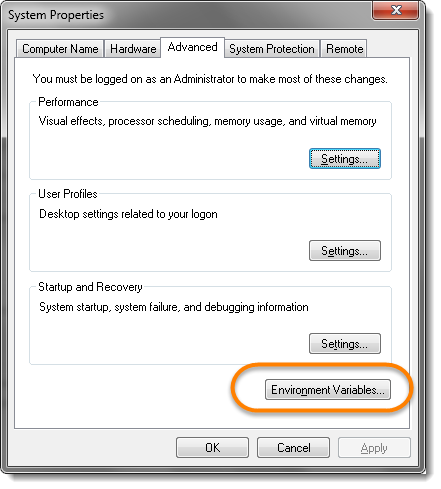 System Properties
Computer Name Hardware Advanced System Protection Remote
You must be logged on as an Administrator to make most of these changes.
Performance
Visual effects, processor scheduling, memory usage, and virtual memory
Settings...
User Profiles
Desktop settings related to your logon
Settings...
Startup and Recovery
System startup, system failure, and debugging information
Settings...
Environment Variables...
OK Cancel Apply